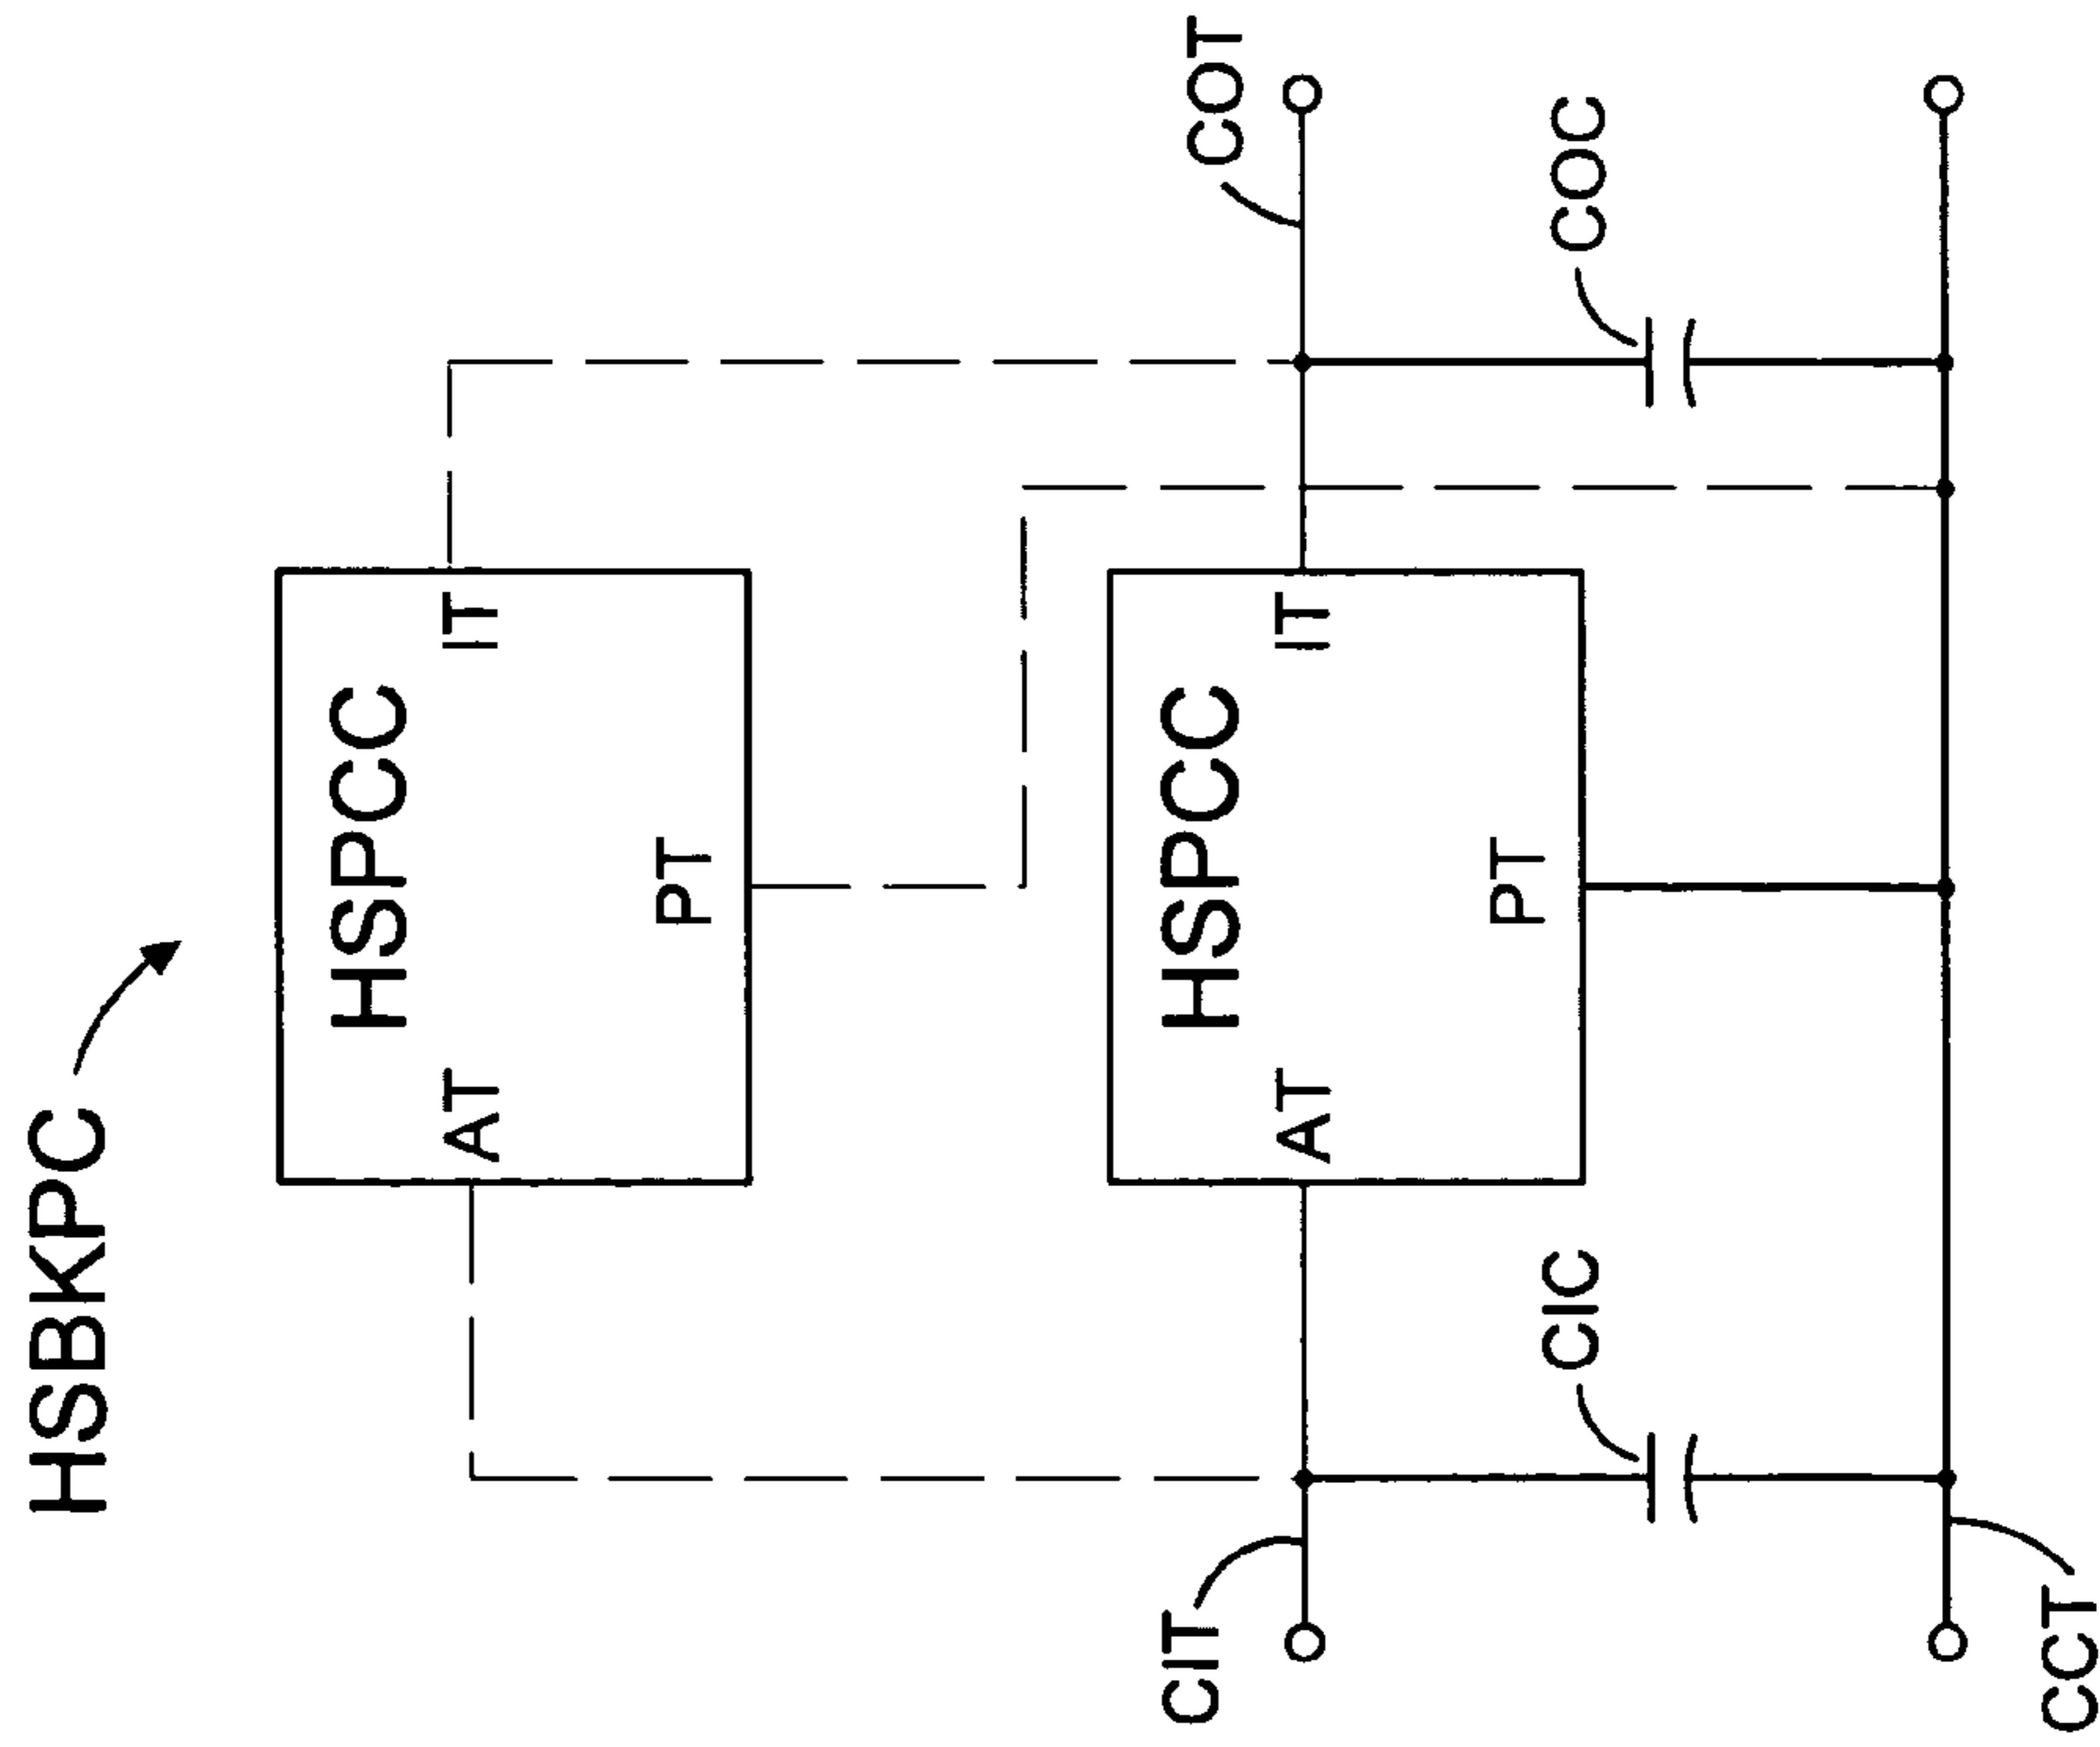 HSBKPC
HSPCC
AT
IT
PT
HSPCC
AT
IT
PT
CIT
COT
CIC
COC
CCT